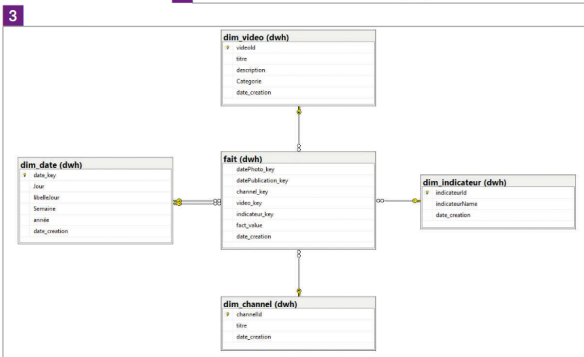 3
dim_video (dwh)
videoId
titre
description
Categorie
date_creation
dim_date (dwh)
date_key
Jour
libelleJour
Semaine
année
date_creation
fait (dwh)
datePhoto_key
datePublication_key
channel_key
video_key
indicateur_key
fact_value
date_creation
dim_indicateur (dwh)
indicateurId
indicateurName
date_creation
dim_channel (dwh)
channelId
titre
date_creation